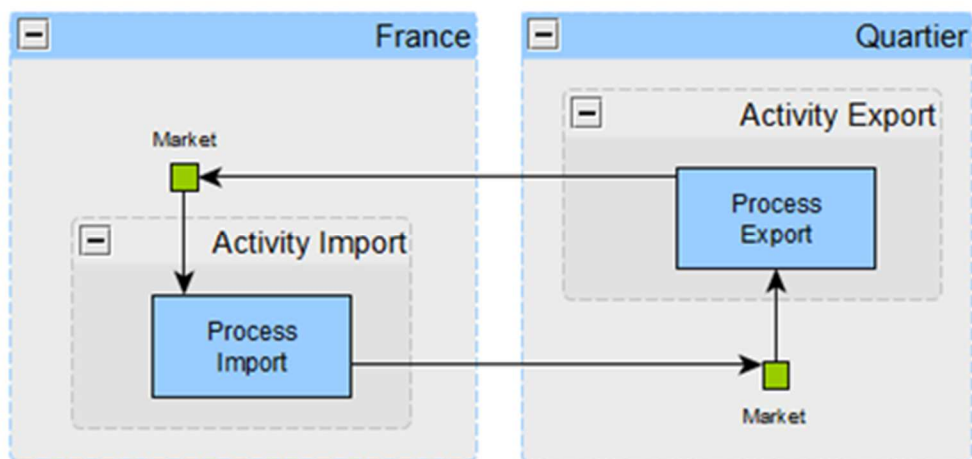 France
Market
Activity Import
Process
Import
Quartier
Activity Export
Process
Export
Market